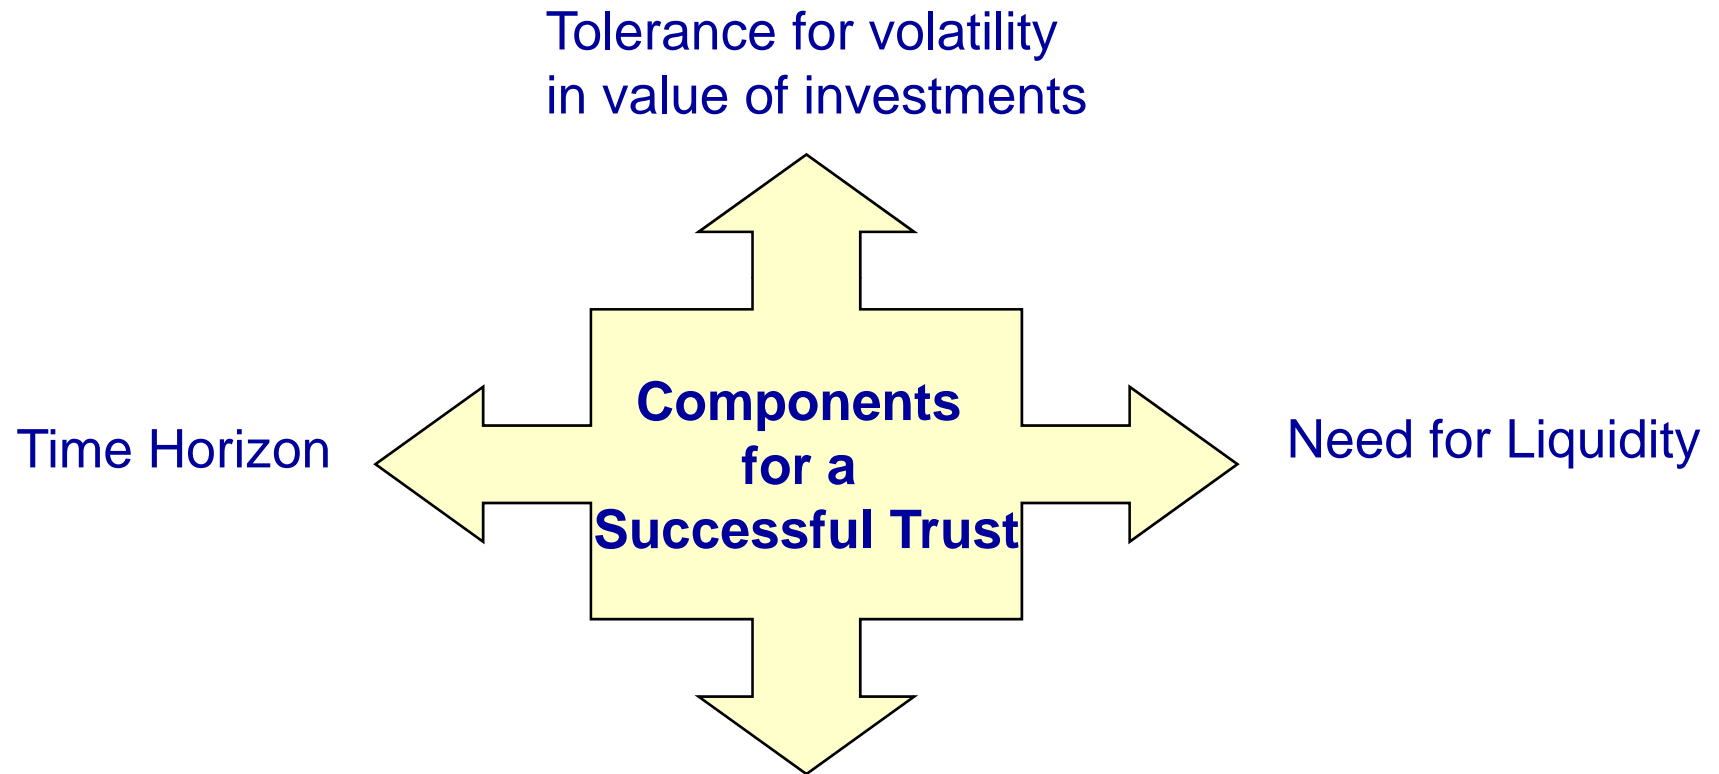 Tolerance for volatility
in value of investments
Time Horizon
Components
for a
Successful Trust
Need for Liquidity